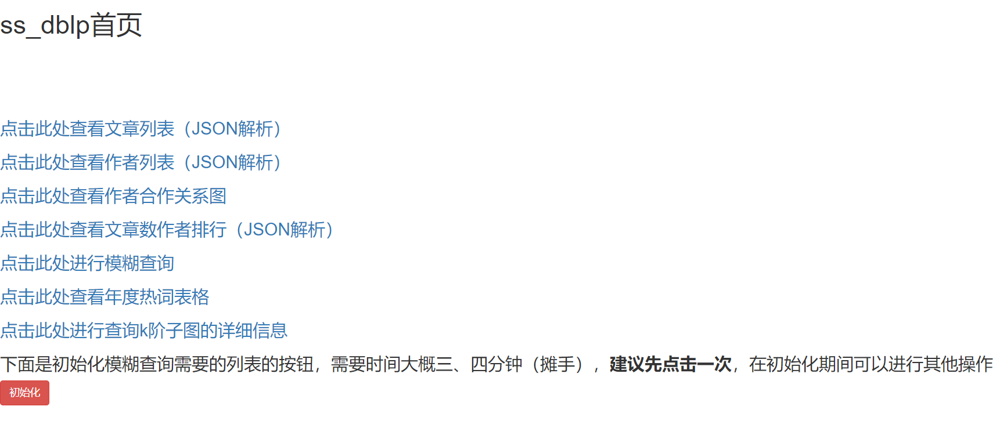 ss_dblp首页
点击此处查看文章列表（JSON解析）
点击此处查看作者列表（JSON解析）
点击此处查看作者合作关系图
点击此处查看文章数作者排行（JSON解析）
点击此处进行模糊查询
点击此处查看年度热词表格
点击此处进行查询k阶子图的详细信息
下面是初始化模糊查询需要的列表的按钮，需要时间大概三、四分钟（摊手），建议先点击一次，在初始化期间可以进行其他操作
初始化